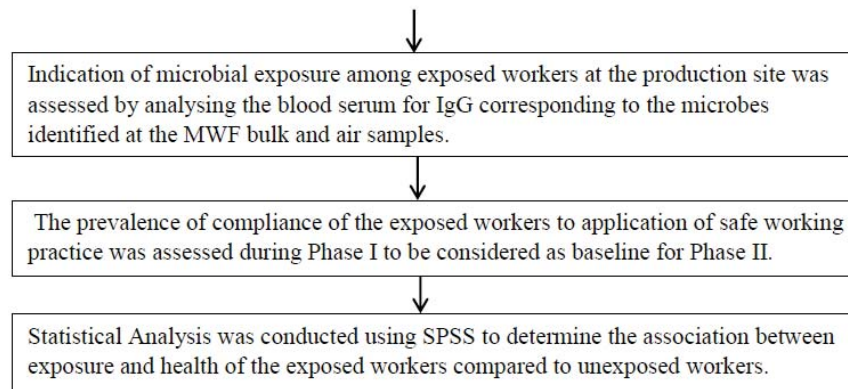 Indication of microbial exposure among exposed workers at the production site was
assessed by analysing the blood serum for IgG corresponding to the microbes
identified at the MWF bulk and air samples.
The prevalence of compliance of the exposed workers to application of safe working
practice was assessed during Phase I to be considered as baseline for Phase II.
Statistical Analysis was conducted using SPSS to determine the association between
exposure and health of the exposed workers compared to unexposed workers.